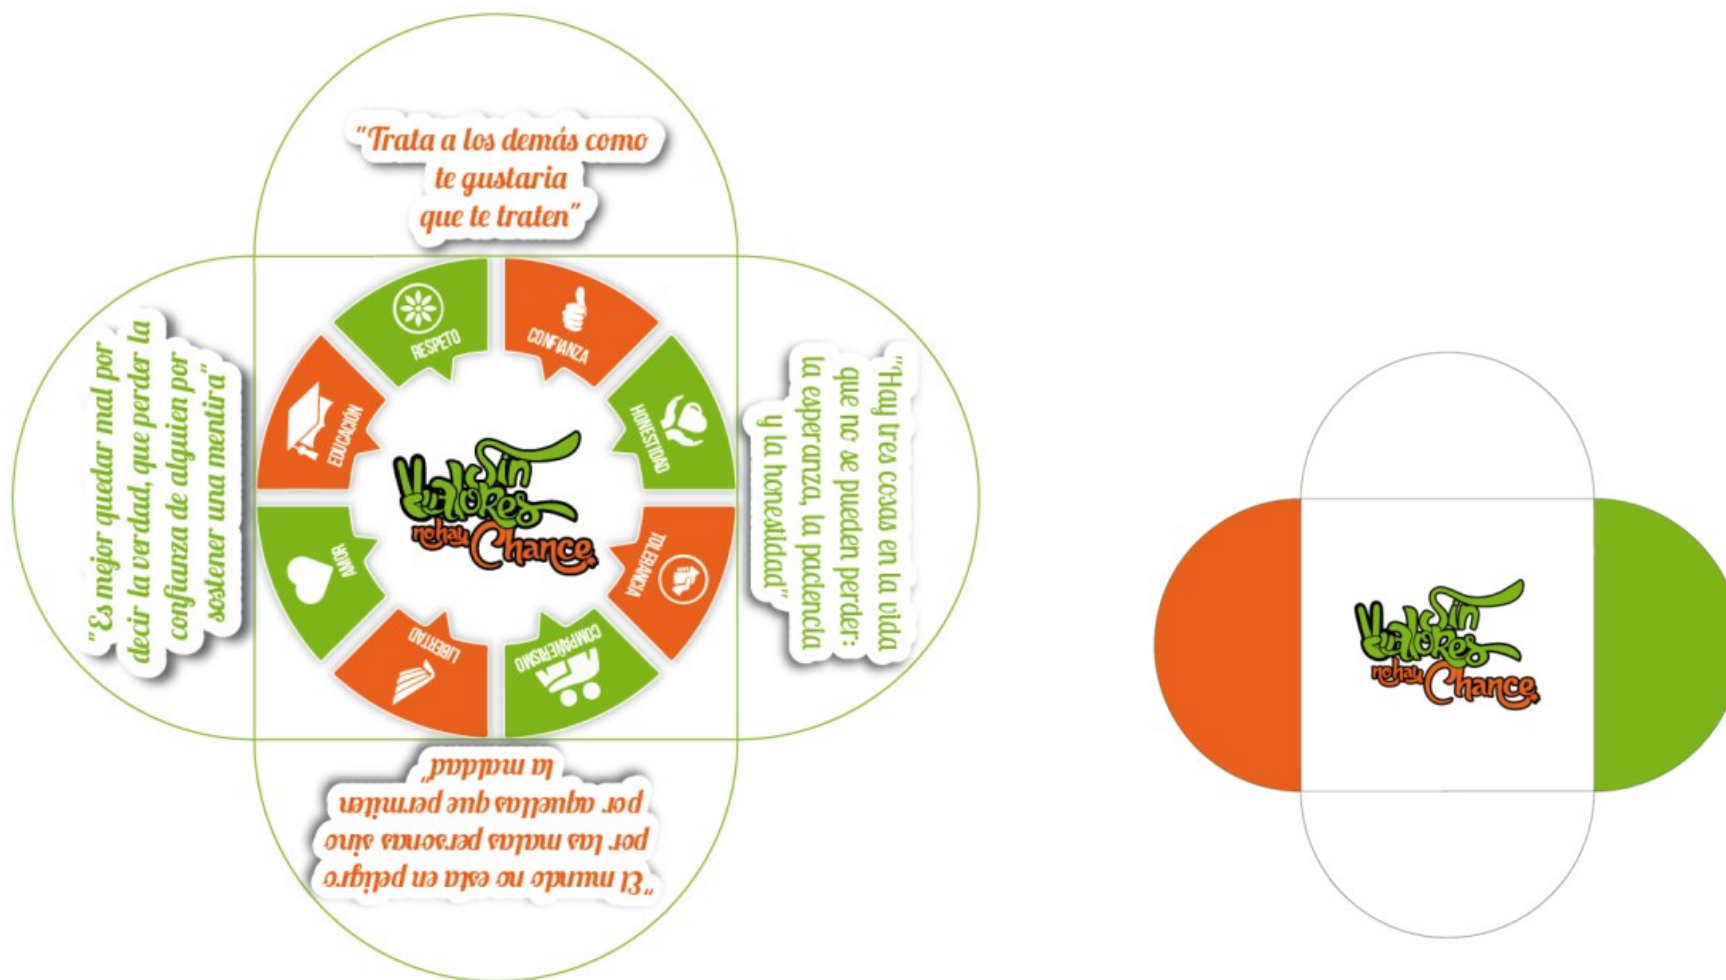 "Trata a los demás como
te gustaria
que te traten"
"Es mejor quedar mal por
decir la verdad, que perder la
confianza de alguien por
sostener una mentira"
RESPETO
CONFIANZA
HONESTIDAD
TOLERANCIA
COMPAÑERISMO
LIBERTAD
AMOR
EDUCACIÓN
Sin
Valores
no hay Chance
"Hay tres cosas en la vida
que no se pueden perder:
la esperanza, la paciencia
y la honestidad"
"El mundo no esta en peligro
por las malas personas sino
por aquellas que permiten
la maldad"
Sin
Valores
no hay Chance